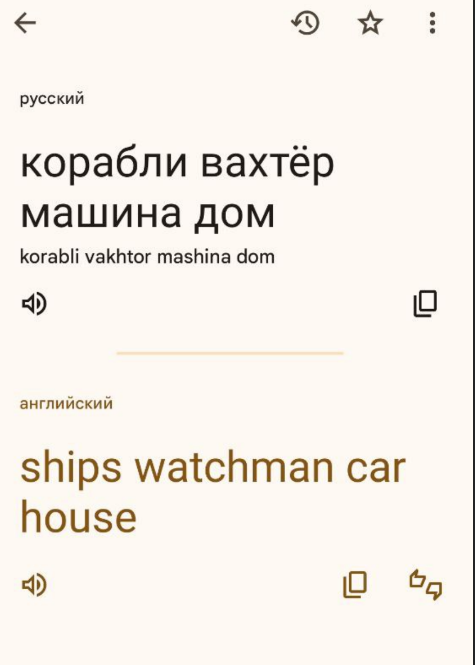 русский
корабли вахтёр
машина дом
korabli vakhtor mashina dom
английский
ships watchman car
house